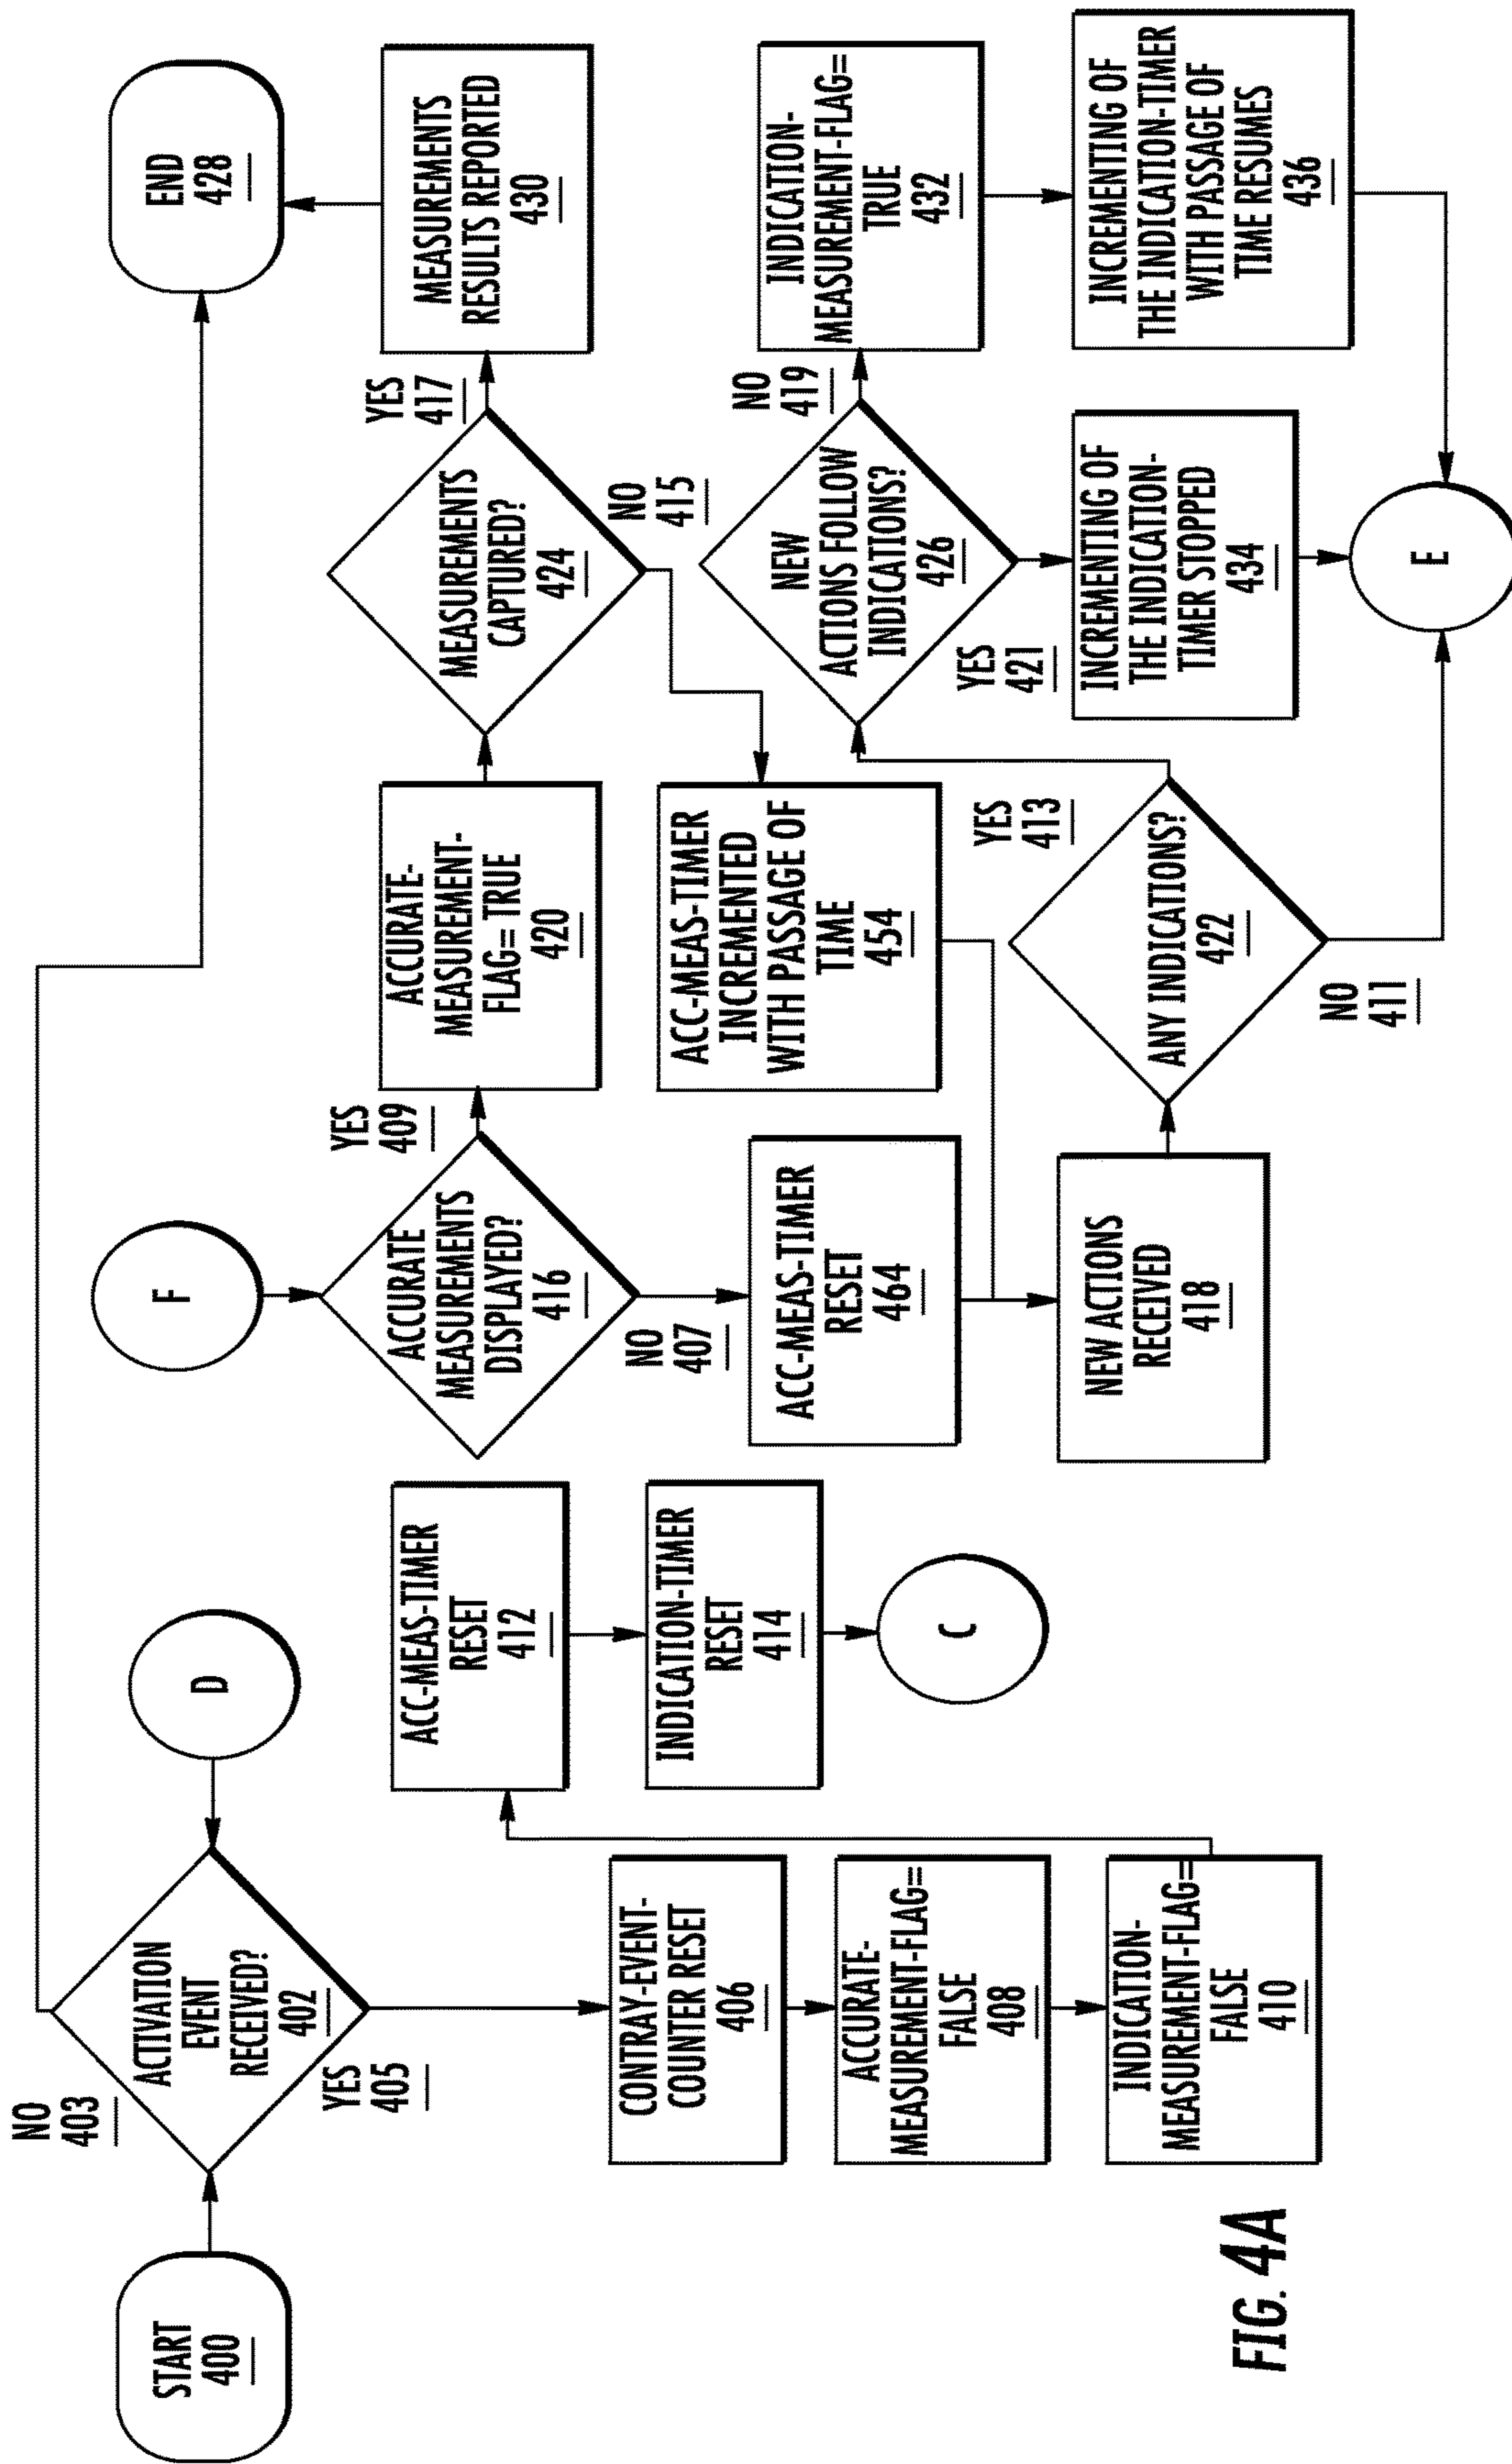 START
400
NO
403
ACTIVATION
EVENT
RECEIVED?
402
YES
405
D
CONTRAY-EVENT-
COUNTER RESET
406
ACCURATE-
MEASUREMENT-FLAG=
FALSE
408
INDICATION-
MEASUREMENT-FLAG=
FALSE
410
ACC-MEAS-TIMER
RESET
412
INDICATION-TIMER
RESET
414
C
F
ACCURATE
MEASUREMENTS
DISPLAYED?
416
YES
409
NO
407
ACC-MEAS-TIMER
RESET
464
NEW ACTIONS
RECEIVED
418
ACCURATE-
MEASUREMENT-
FLAG= TRUE
420
ACC-MEAS-TIMER
INCREMENTED
WITH PASSAGE OF
TIME
454
ANY INDICATIONS?
422
YES
413
NO
411
MEASUREMENTS
CAPTURED?
424
YES
417
NO
415
NEW
ACTIONS FOLLOW
INDICATIONS?
426
NO
419
YES
421
INCREMENTING OF
THE INDICATION-
TIMER STOPPED
434
E
END
428
MEASUREMENTS
RESULTS REPORTED
430
INDICATION-
MEASUREMENT-FLAG=
TRUE
432
INCREMENTING OF
THE INDICATION-TIMER
WITH PASSAGE OF
TIME RESUMES
436
FIG. 4A